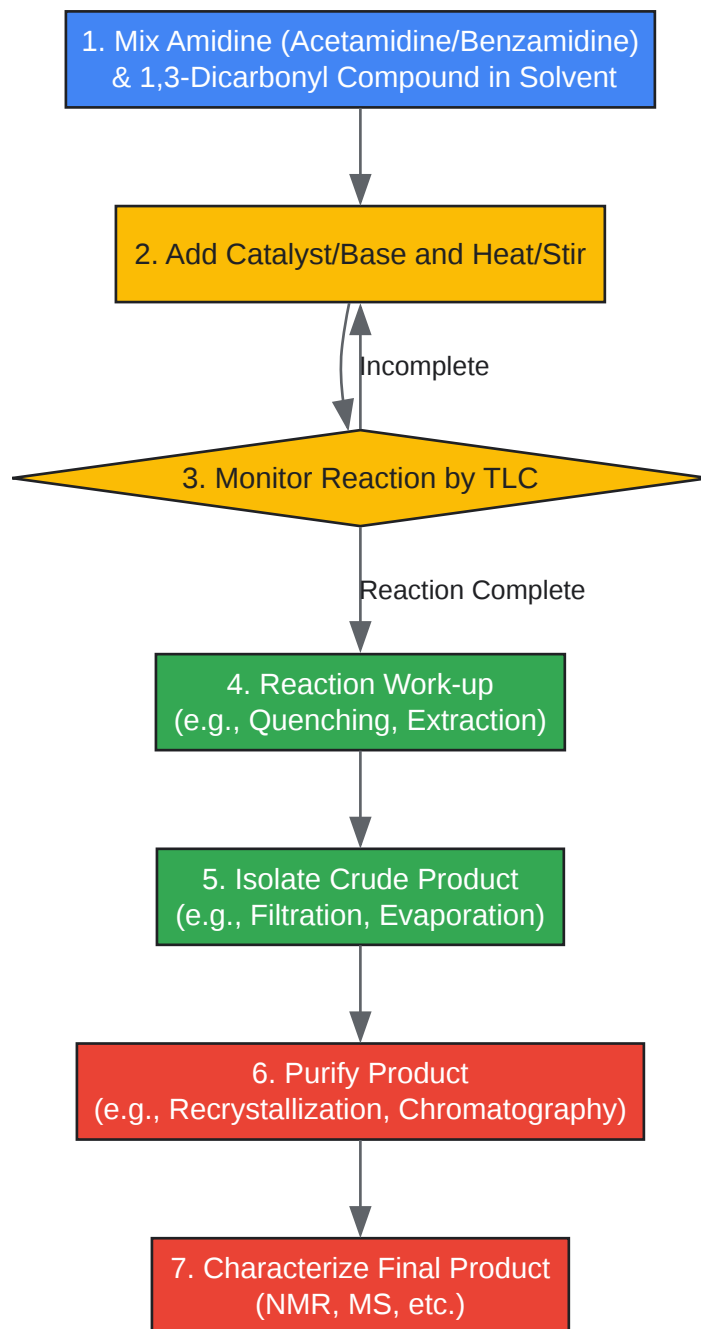 1. Mix Amidine (Acetamidine/Benzamidine)
& 1,3-Dicarbonyl Compound in Solvent
2. Add Catalyst/Base and Heat/Stir
Incomplete
3. Monitor Reaction by TLC
Reaction Complete
4. Reaction Work-up
(e.g., Quenching, Extraction)
5. Isolate Crude Product
(e.g., Filtration, Evaporation)
6. Purify Product
(e.g., Recrystallization, Chromatography)
7. Characterize Final Product
(NMR, MS, etc.)